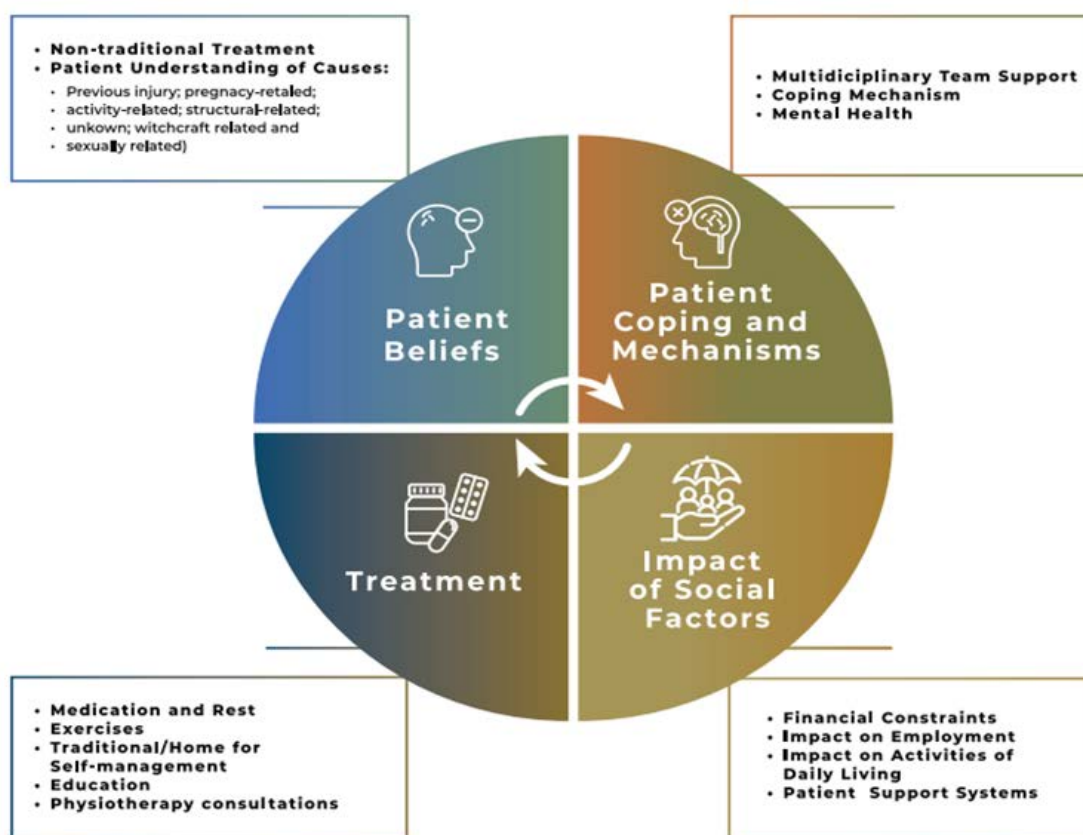 • Non-traditional Treatment
• Patient Understanding of Causes:
• Previous injury; pregnacy-retaled;
• activity-related; structural-related;
• unkown; witchcraft related and
• sexually related)
• Multidiciplinary Team Support
• Coping Mechanism
• Mental Health
Patient
Beliefs
Patient
Coping and
Mechanisms
Treatment
Impact
of Social
Factors
• Medication and Rest
• Exercises
• Traditional/Home for
Self-management
• Education
• Physiotherapy consultations
• Financial Constraints
• Impact on Employment
• Impact on Activities of
Daily Living
• Patient Support Systems